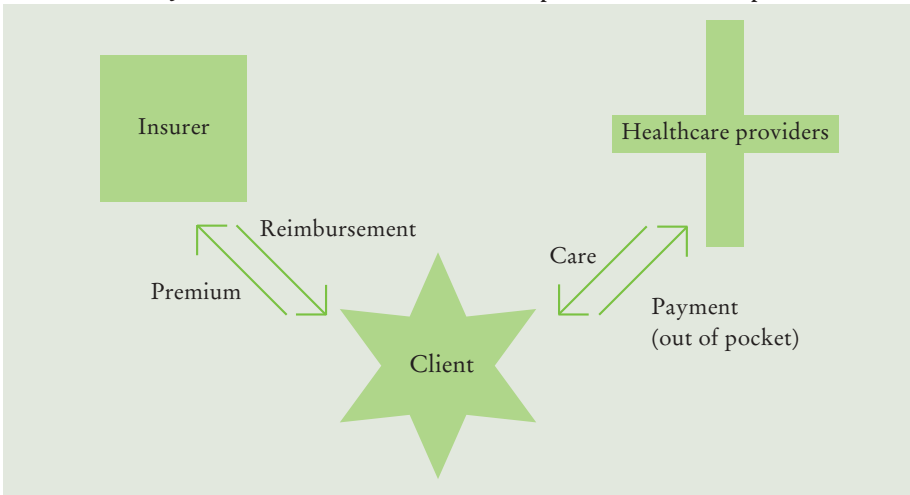 Insurer
Healthcare providers
Reimbursement
Care
Premium
Payment
(out of pocket)
Client